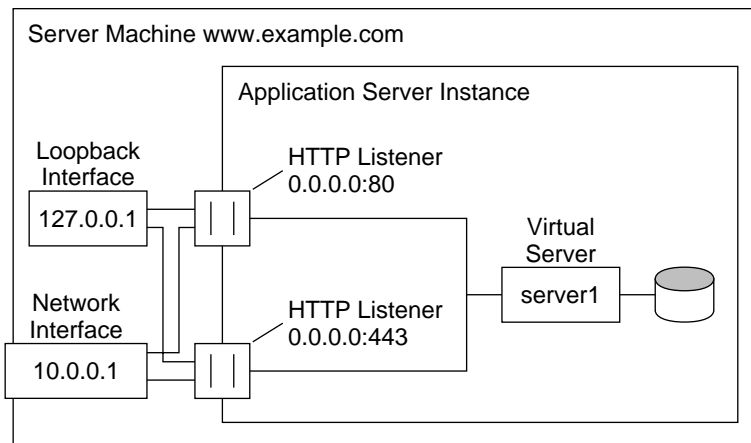 Server Machine www.example.com
Application Server Instance
Loopback
Interface
127.0.0.1
HTTP Listener
0.0.0.0:80
Virtual
Server
server1
Network
Interface
10.0.0.1
HTTP Listener
0.0.0.0:443